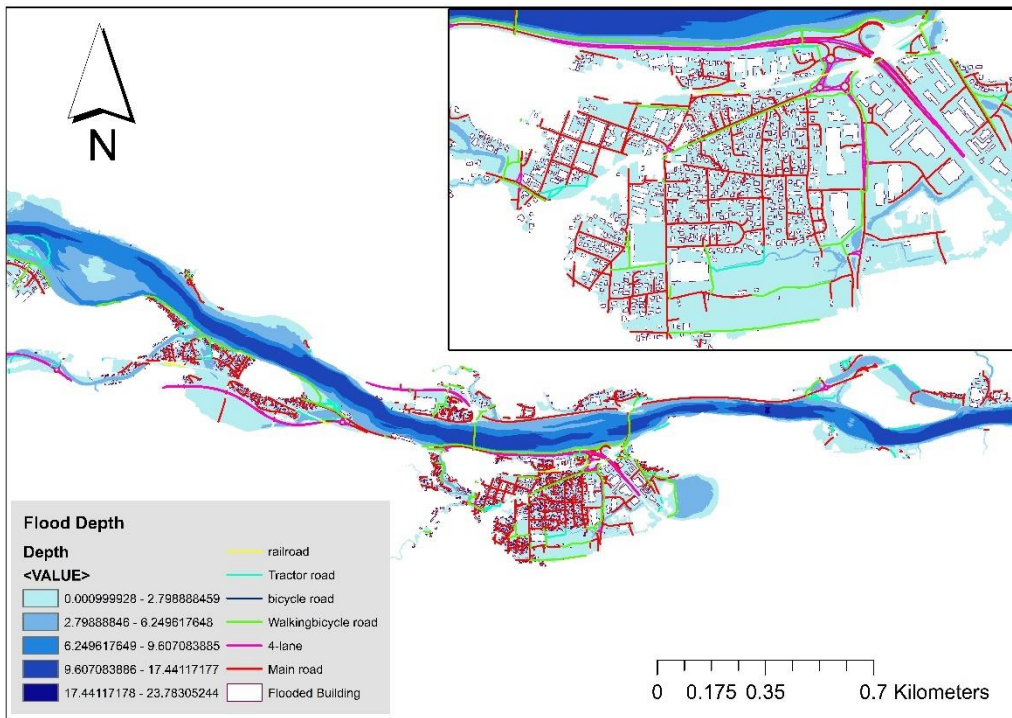 N
Flood Depth
Depth
<VALUE>
0.000999928 - 2.798888459
2.79888846 - 6.249617648
6.249617649 - 9.607083885
9.607083886 - 17.44117177
17.44117178 - 23.78305244
railroad
Tractor road
bicycle road
Walkingbicycle road
4-lane
Main road
Flooded Building
0 0.175 0.35 0.7 Kilometers